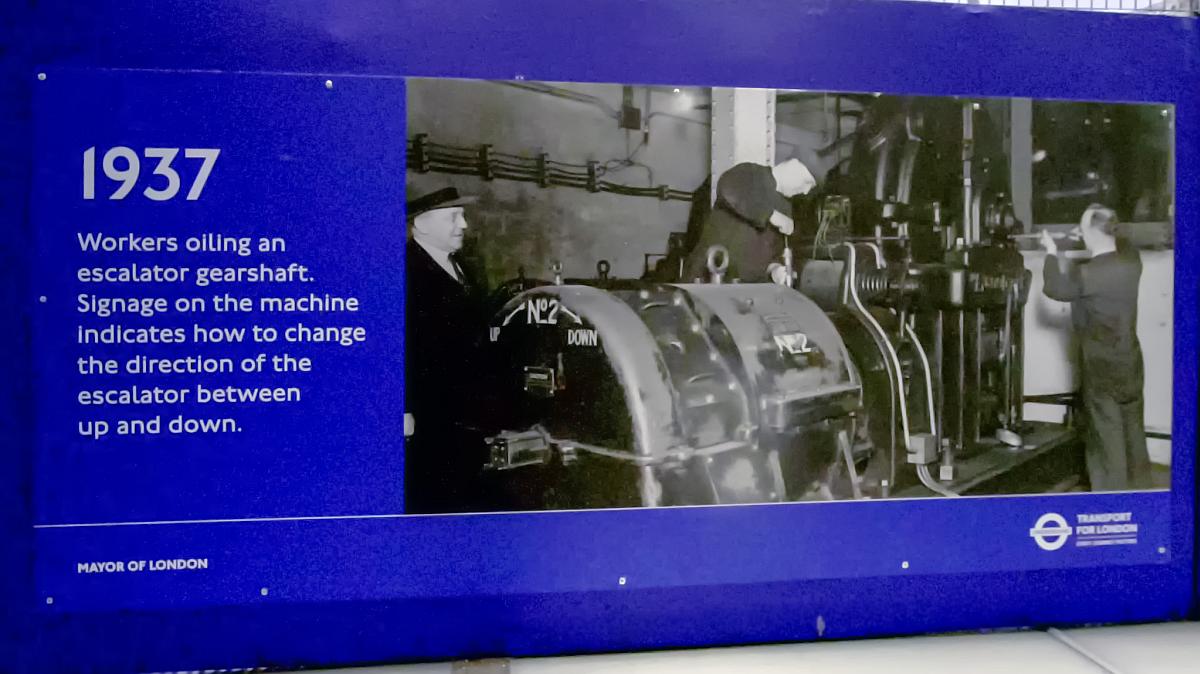 1937
Workers oiling an
escalator gearshaft.
Signage on the machine
indicates how to change
the direction of the
escalator between
up and down.
Nº2
UP
DOWN
Nº2
TRANSPORT
FOR LONDON
MAYOR OF LONDON